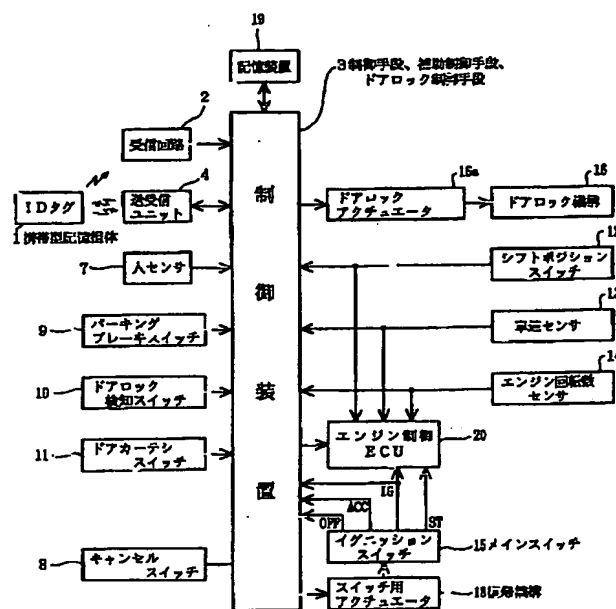 19
記憶装置
3 制御手段、補助制御手段、
ドアロック制御手段
2
受信回路
4
IDタグ
送受信
ユニット
1 携帯型記憶媒体
7
人センサ
9
パーキング
ブレーキスイッチ
10
ドアロック
検知スイッチ
11
ドアカーテシ
スイッチ
8
キャンセル
スイッチ
制
御
装
置
16a
ドアロック
アクチュエータ
16
ドアロック機構
12
シフトポジション
スイッチ
13
車速センサ
14
エンジン回転数
センサ
エンジン制御
ECU
20
IG
ACC
OFF
ST
イグニッション
スイッチ
15 メインスイッチ
スイッチ用
アクチュエータ